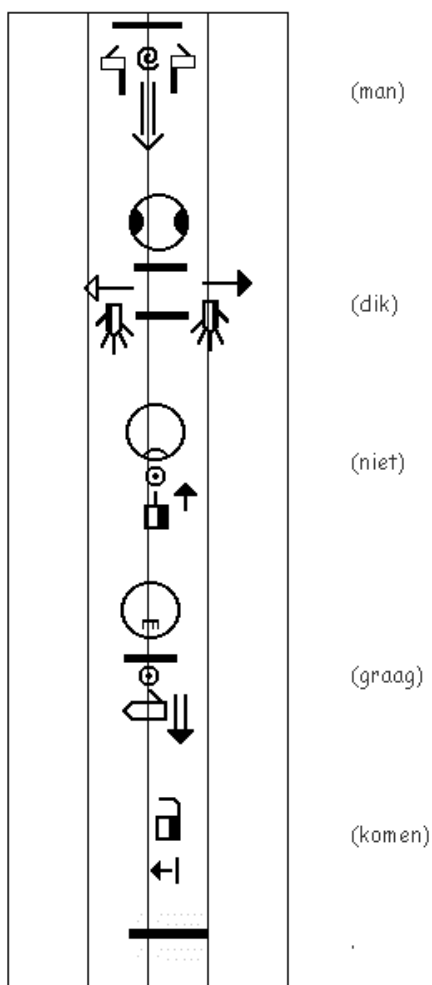 (man)
(dik)
(niet)
(graag)
(komen)
.